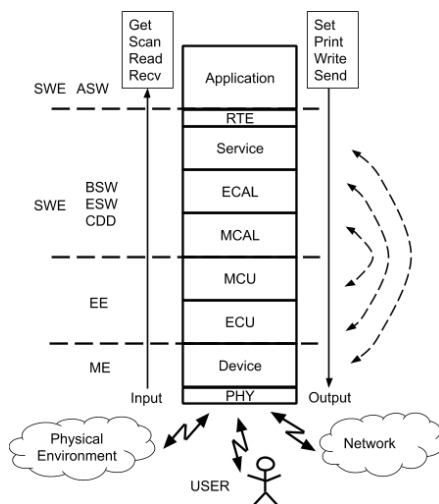 Get
Scan
Read
Recv
Set
Print
Write
Send
Application
SWE ASW
RTE
Service
ECAL
BSW
ESW
CDD
SWE
MCAL
MCU
EE
ECU
ME
Device
PHY
Input
Output
Physical
Environment
Network
USER